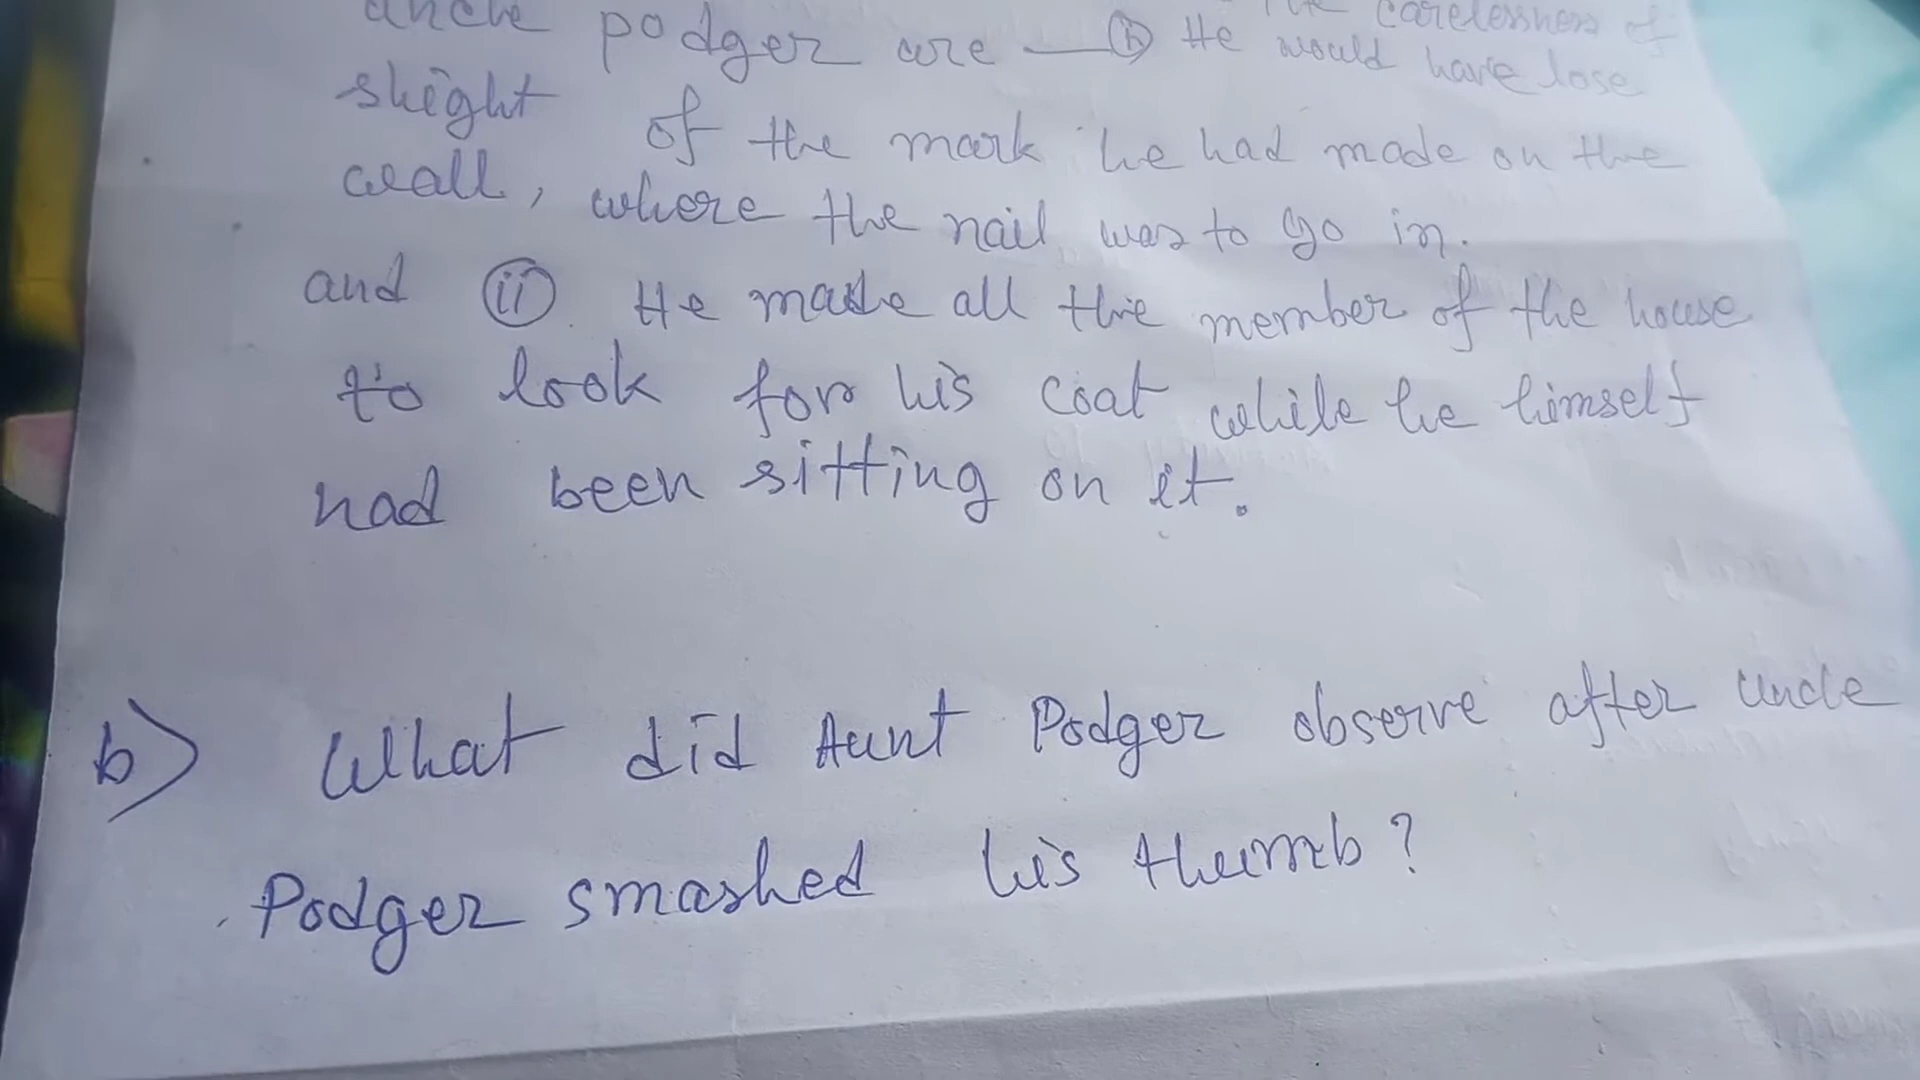 uncle podger are — (i) He would have lose
The carelessness of
slight of the mark he had made on the
wall, where the nail was to go in.
and (ii) He made all the member of the house
to look for his coat while he himself
had been sitting on it.
b) What did Aunt Podger observe after uncle
Podger smashed his thumb?